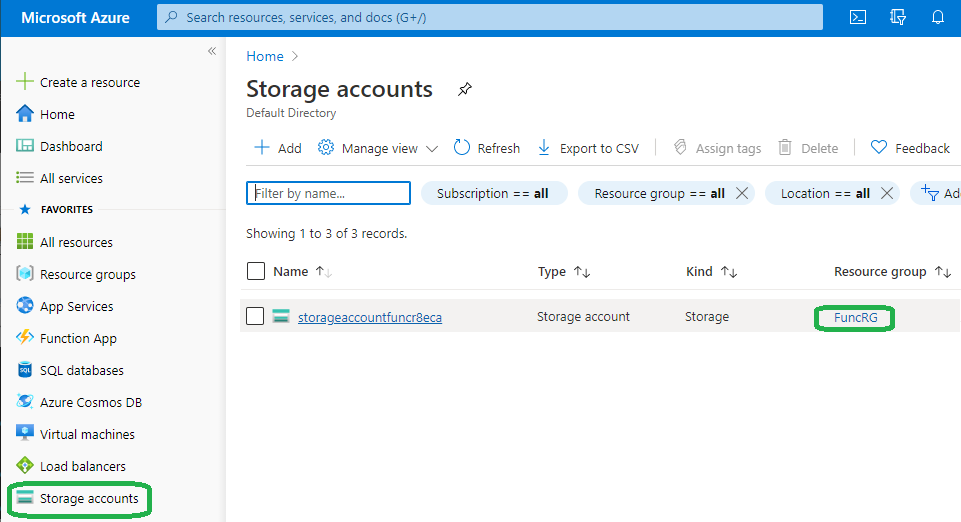 Microsoft Azure
Search resources, services, and docs (G+/)
«
Create a resource
Home
Dashboard
All services
FAVORITES
All resources
Resource groups
App Services
Function App
SQL databases
Azure Cosmos DB
Virtual machines
Load balancers
Storage accounts
Home >
Storage accounts
Default Directory
Add Manage view Refresh Export to CSV Assign tags Delete Feedback
Filter by name... Subscription == all Resource group == all Location == all Add
Showing 1 to 3 of 3 records.
Name ↑↓ Type ↑↓ Kind ↑↓ Resource group ↑↓
storageaccountfuncr8eca Storage account Storage FuncRG